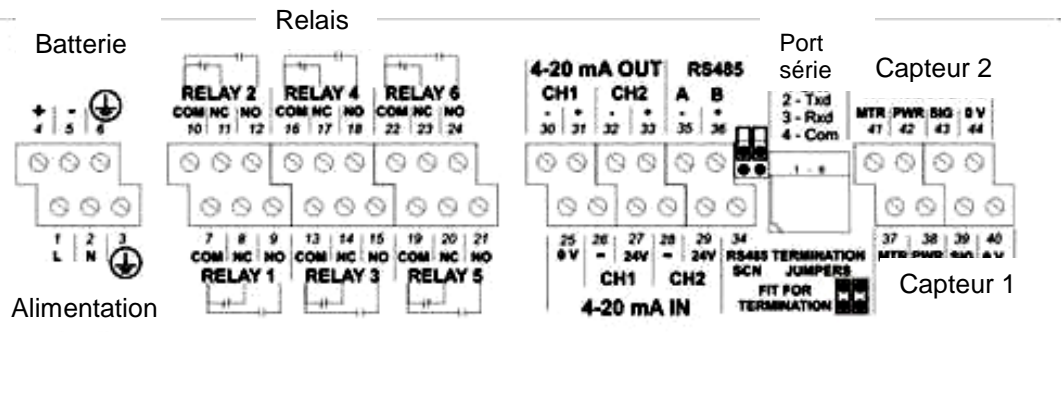 Relais
Batterie
Port
série
Capteur 2
4-20 mA OUT RS485
RELAY 2 RELAY 4 RELAY 6
CH1 CH2 A B
2 - Txd
3 - Rxd
4 - Com
+ -
COM NC NO COM NC NO COM NC NO
- + - + - +
MTR PWR SIG 0 V
4 5 6 10 11 12 16 17 18 22 23 24 30 31 32 33 35 36 41 42 43 44
1 - 6
1 2 3 7 8 9 13 14 15 19 20 21 25 26 27 28 29 34 37 38 39 40
L N COM NC NO COM NC NO COM NC NO 0 V - 24V - 24V RS485 TERMINATION MTR PWR SIG 0 V
RELAY 1 RELAY 3 RELAY 5 CH1 CH2 SCN JUMPERS
FIT FOR
TERMINATION
Capteur 1
Alimentation
4-20 mA IN